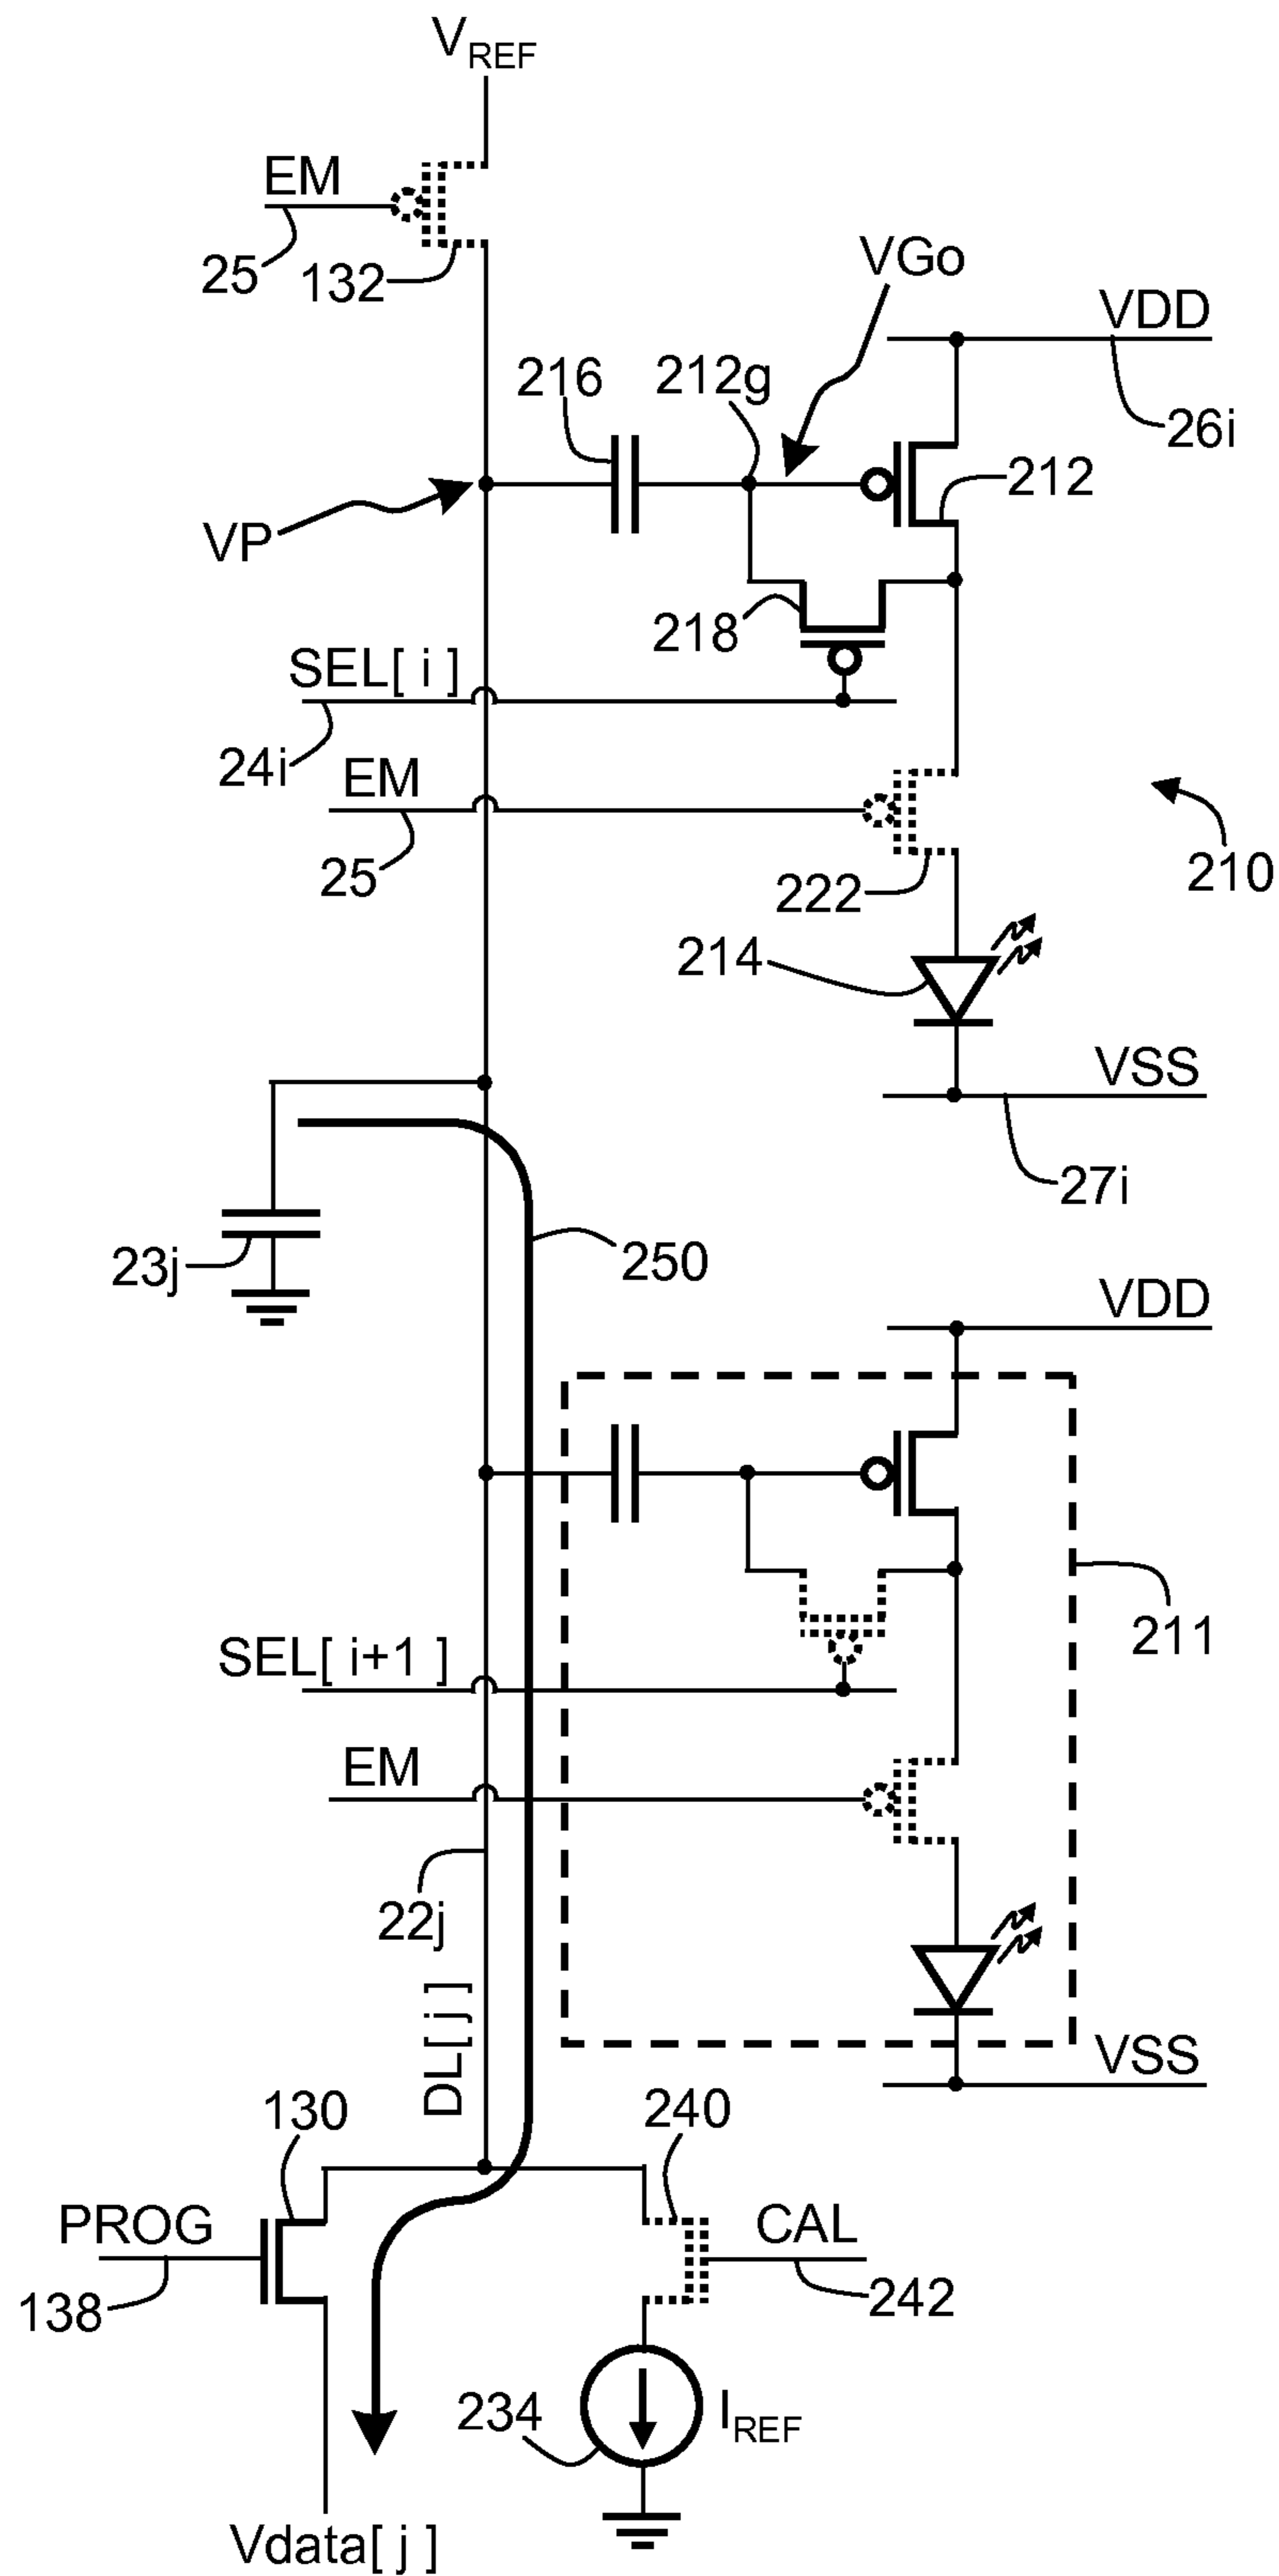 V_REF
EM
25
132
VGo
VDD
216
212g
26i
212
VP
218
SEL[ i ]
24i
EM
25
222
210
214
VSS
27i
23j
250
VDD
211
SEL[ i+1 ]
EM
22j
DL[ j ]
VSS
130
240
PROG
CAL
138
242
234
I_REF
Vdata[ j ]